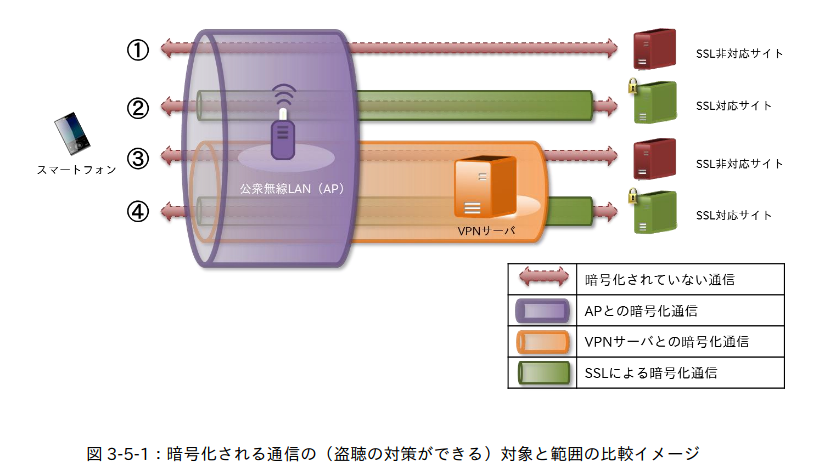 ①
SSL非対応サイト
②
SSL対応サイト
スマートフォン
③
SSL非対応サイト
公衆無線LAN（AP）
④
SSL対応サイト
VPNサーバ
暗号化されていない通信
APとの暗号化通信
VPNサーバとの暗号化通信
SSLによる暗号化通信
図 3-5-1：暗号化される通信の（盗聴の対策ができる）対象と範囲の比較イメージ